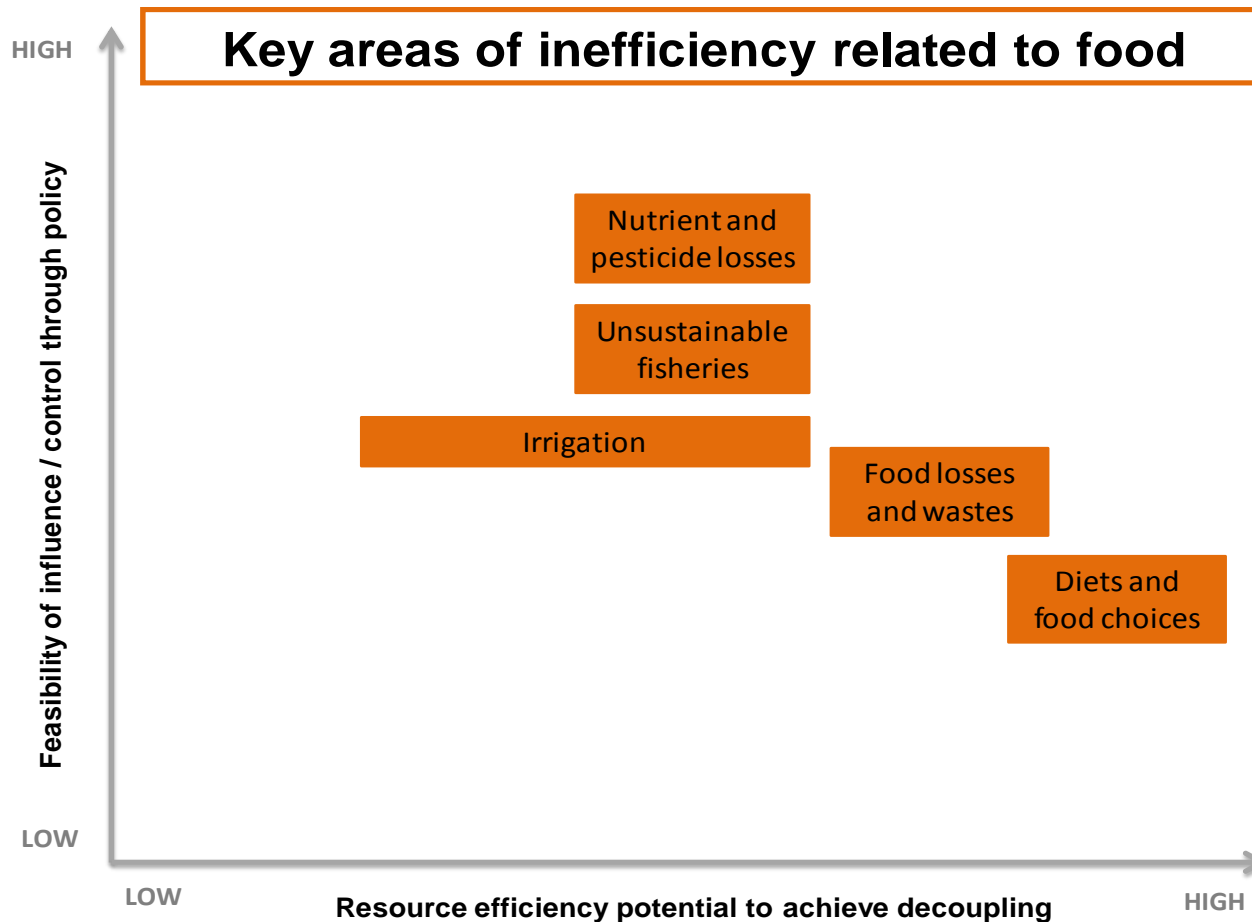 Key areas of inefficiency related to food
HIGH
Feasibility of influence / control through policy
Nutrient and
pesticide losses
Unsustainable
fisheries
Irrigation
Food losses
and wastes
Diets and
food choices
LOW
LOW
Resource efficiency potential to achieve decoupling
HIGH